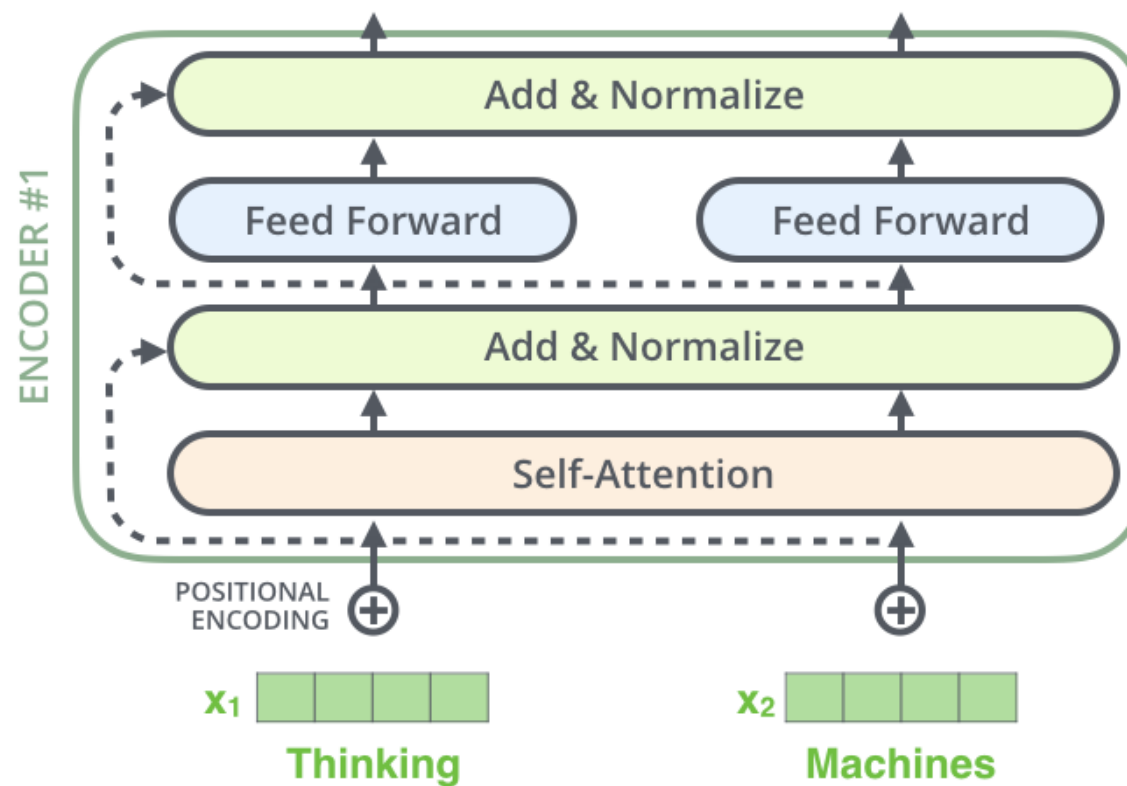 Add & Normalize
Feed Forward
Feed Forward
ENCODER #1
Add & Normalize
Self-Attention
POSITIONAL
ENCODING
x₁
x₂
Thinking
Machines